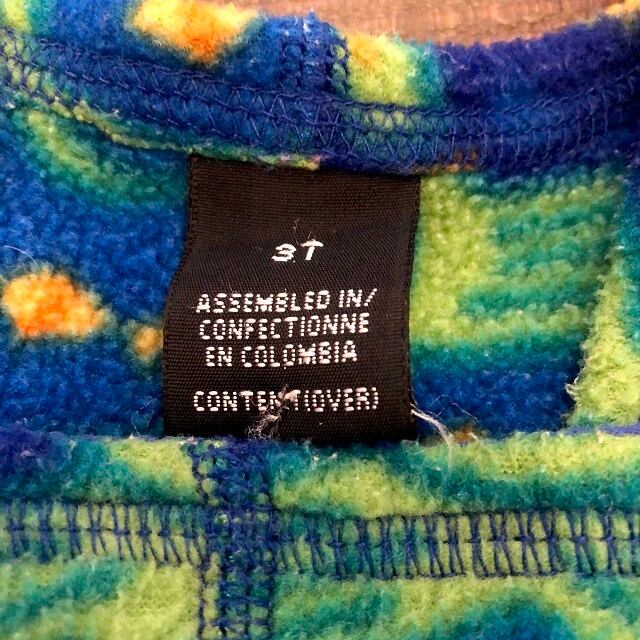 3T
ASSEMBLED IN/
CONFECTIONNE
EN COLOMBIA
CONTENT(OVER)